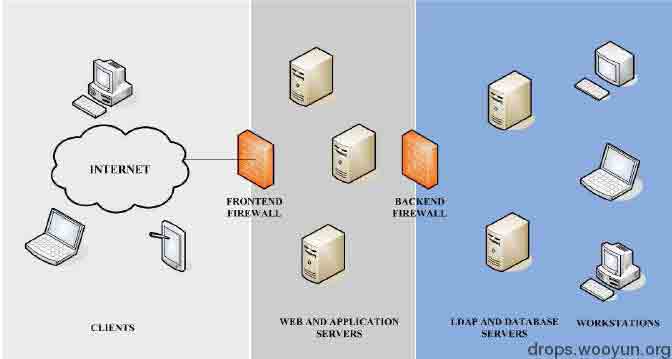 INTERNET
FRONTEND
FIREWALL
BACKEND
FIREWALL
CLIENTS
WEB AND APPLICATION
SERVERS
LDAP AND DATABASE
SERVERS
WORKSTATIONS
drops.wooyun.org